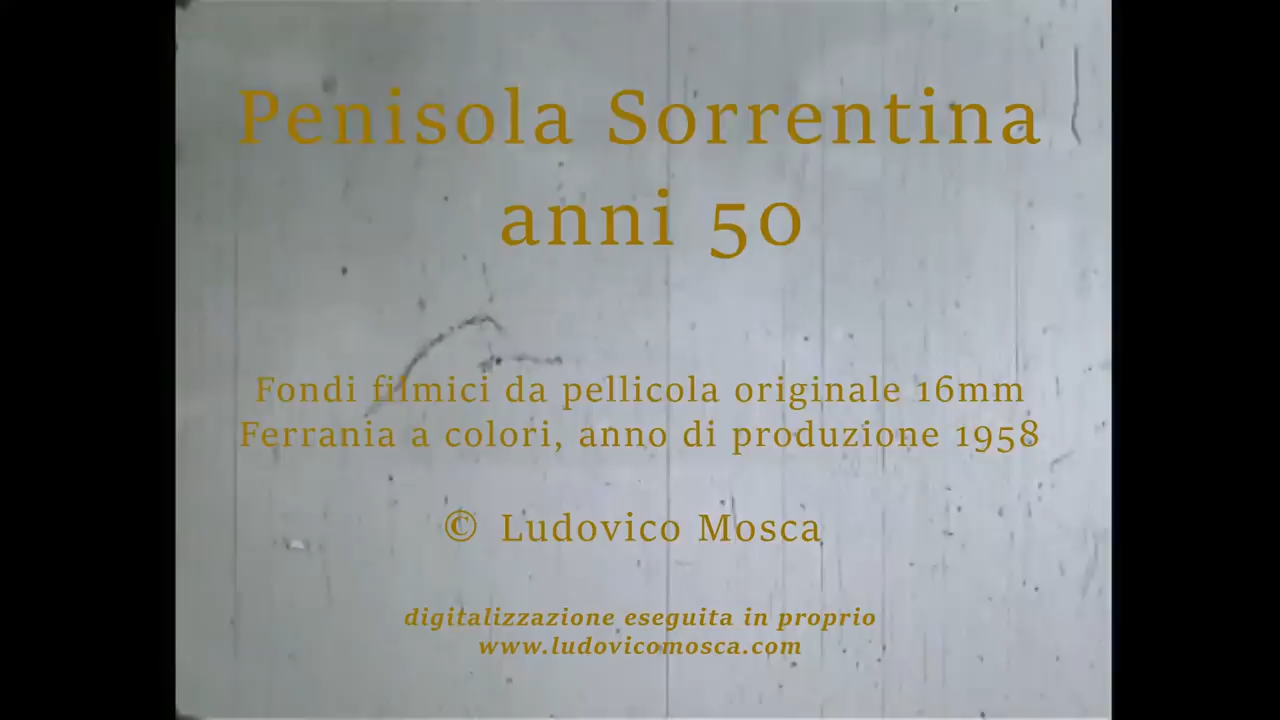 Penisola Sorrentina
anni 50
Fondi filmici da pellicola originale 16mm
Ferrania a colori, anno di produzione 1958
© Ludovico Mosca
digitalizzazione eseguita in proprio
www.ludovicomosca.com